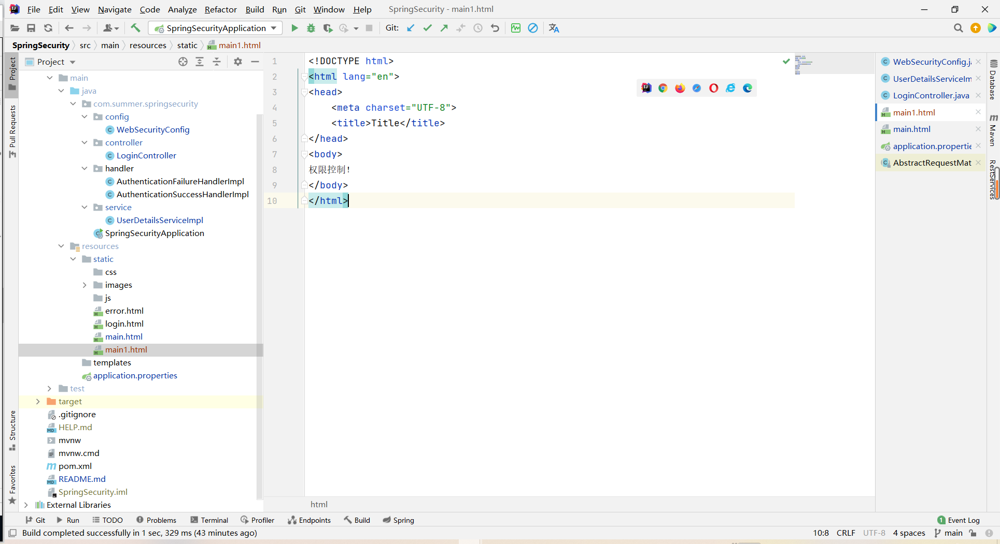 File Edit View Navigate Code Analyze Refactor Build Run Git Window Help SpringSecurity - main1.html
SpringSecurityApplication Git:
SpringSecurity src main resources static main1.html
Project
Pull Requests
Structure
Favorites
Project
main
java
com.summer.springsecurity
config
WebSecurityConfig
controller
LoginController
handler
AuthenticationFailureHandlerImpl
AuthenticationSuccessHandlerImpl
service
UserDetailsServiceImpl
SpringSecurityApplication
resources
static
css
images
js
error.html
login.html
main.html
main1.html
templates
application.properties
test
target
.gitignore
HELP.md
mvnw
mvnw.cmd
pom.xml
README.md
SpringSecurity.iml
External Libraries
1 <!DOCTYPE html>
2 <html lang="en">
3 <head>
4 <meta charset="UTF-8">
5 <title>Title</title>
6 </head>
7 <body>
8 权限控制！
9 </body>
10 </html>
html
WebSecurityConfig.j
UserDetailsServiceIm
LoginController.java
main1.html
main.html
application.propertie
AbstractRequestMat
Database
Maven
RestServices
Git Run TODO Problems Terminal Profiler Endpoints Build Spring 1 Event Log
Build completed successfully in 1 sec, 329 ms (43 minutes ago) 10:8 CRLF UTF-8 4 spaces main